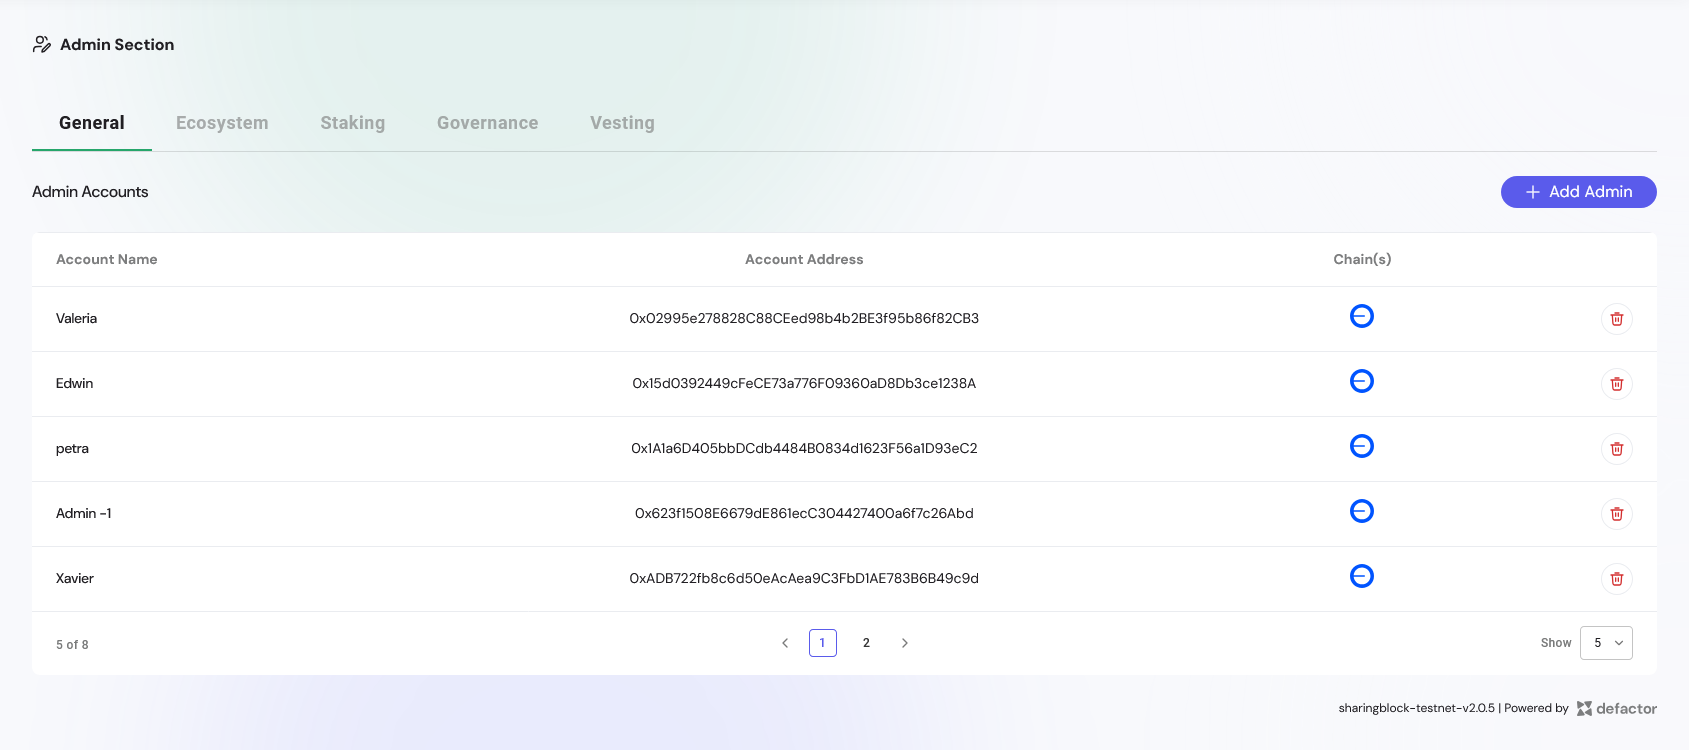 Admin Section
General Ecosystem Staking Governance Vesting
Admin Accounts
+ Add Admin
Account Name Account Address Chain(s)
Valeria 0x02995e278828C88CEed98b4b2BE3f95b86f82CB3
Edwin 0x15d0392449cFeCE73a776F09360aD8Db3ce1238A
petra 0x1A1a6D405bbDCdb4484B0834d1623F56a1D93eC2
Admin -1 0x623f1508E6679dE861ecC304427400a6f7c26Abd
Xavier 0xADB722fb8c6d50eAcAea9C3FbD1AE783B6B49c9d
5 of 8 1 2 Show 5
sharingblock-testnet-v2.0.5 | Powered by defactor